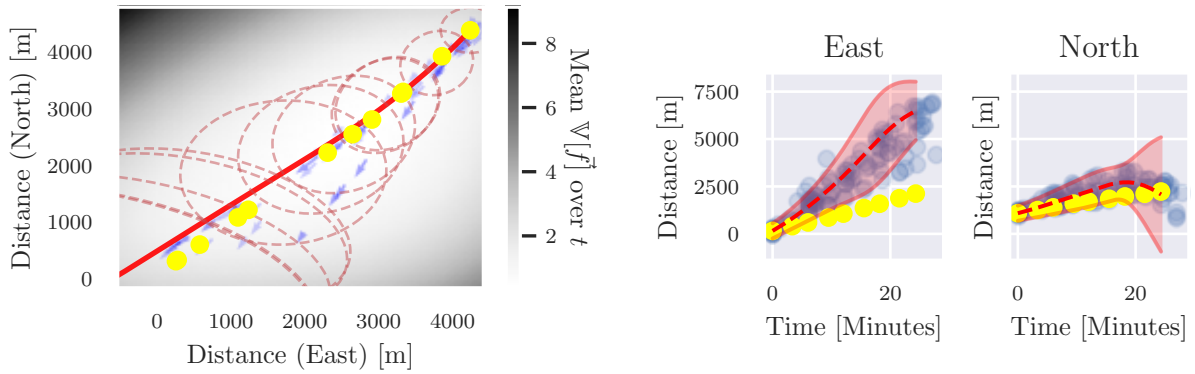 4000
3000
2000
1000
0
Distance (North) [m]
0
1000
2000
3000
4000
Distance (East) [m]
8
6
4
2
Mean 𝕍[f⃗] over t
East
7500
5000
2500
0
Distance [m]
0
20
Time [Minutes]
North
Distance [m]
0
20
Time [Minutes]